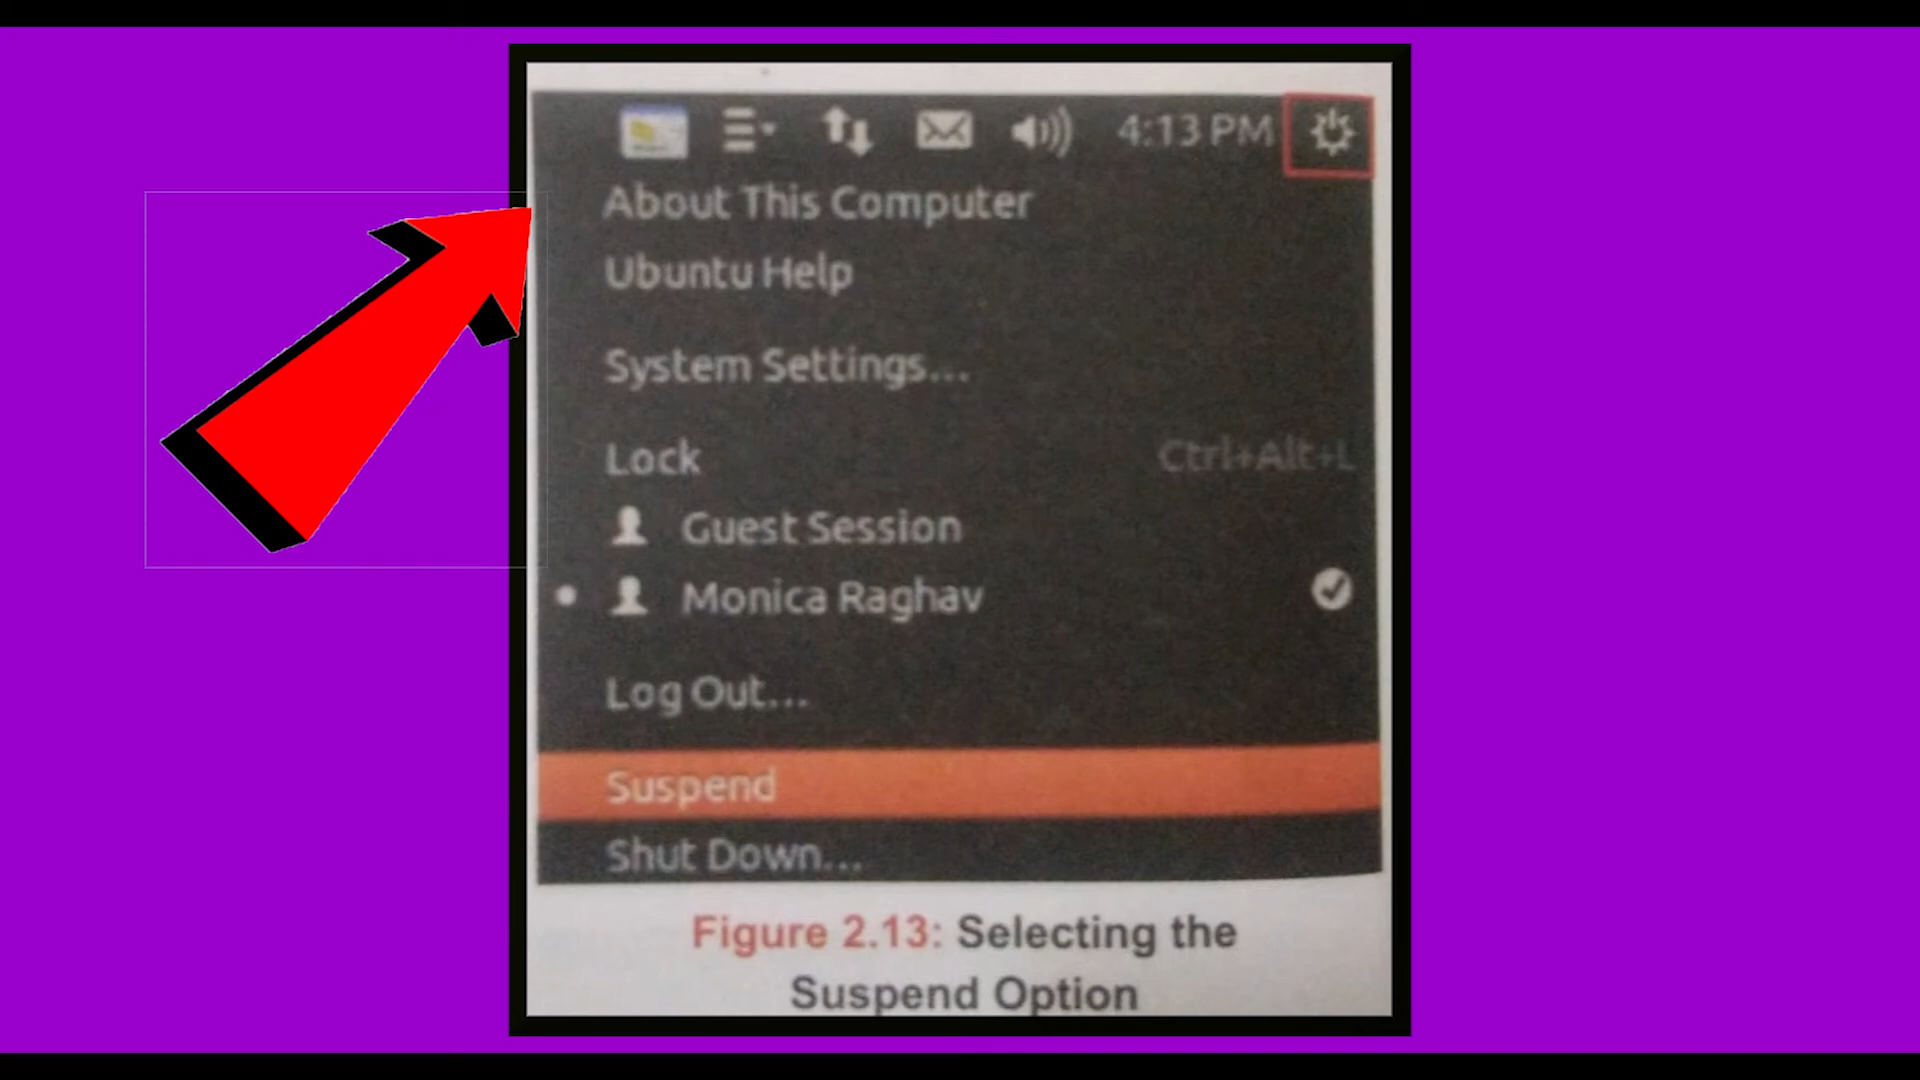 4:13 PM
About This Computer
Ubuntu Help
System Settings...
Lock Ctrl+Alt+L
Guest Session
Monica Raghav
Log Out...
Suspend
Shut Down...
Figure 2.13: Selecting the
Suspend Option